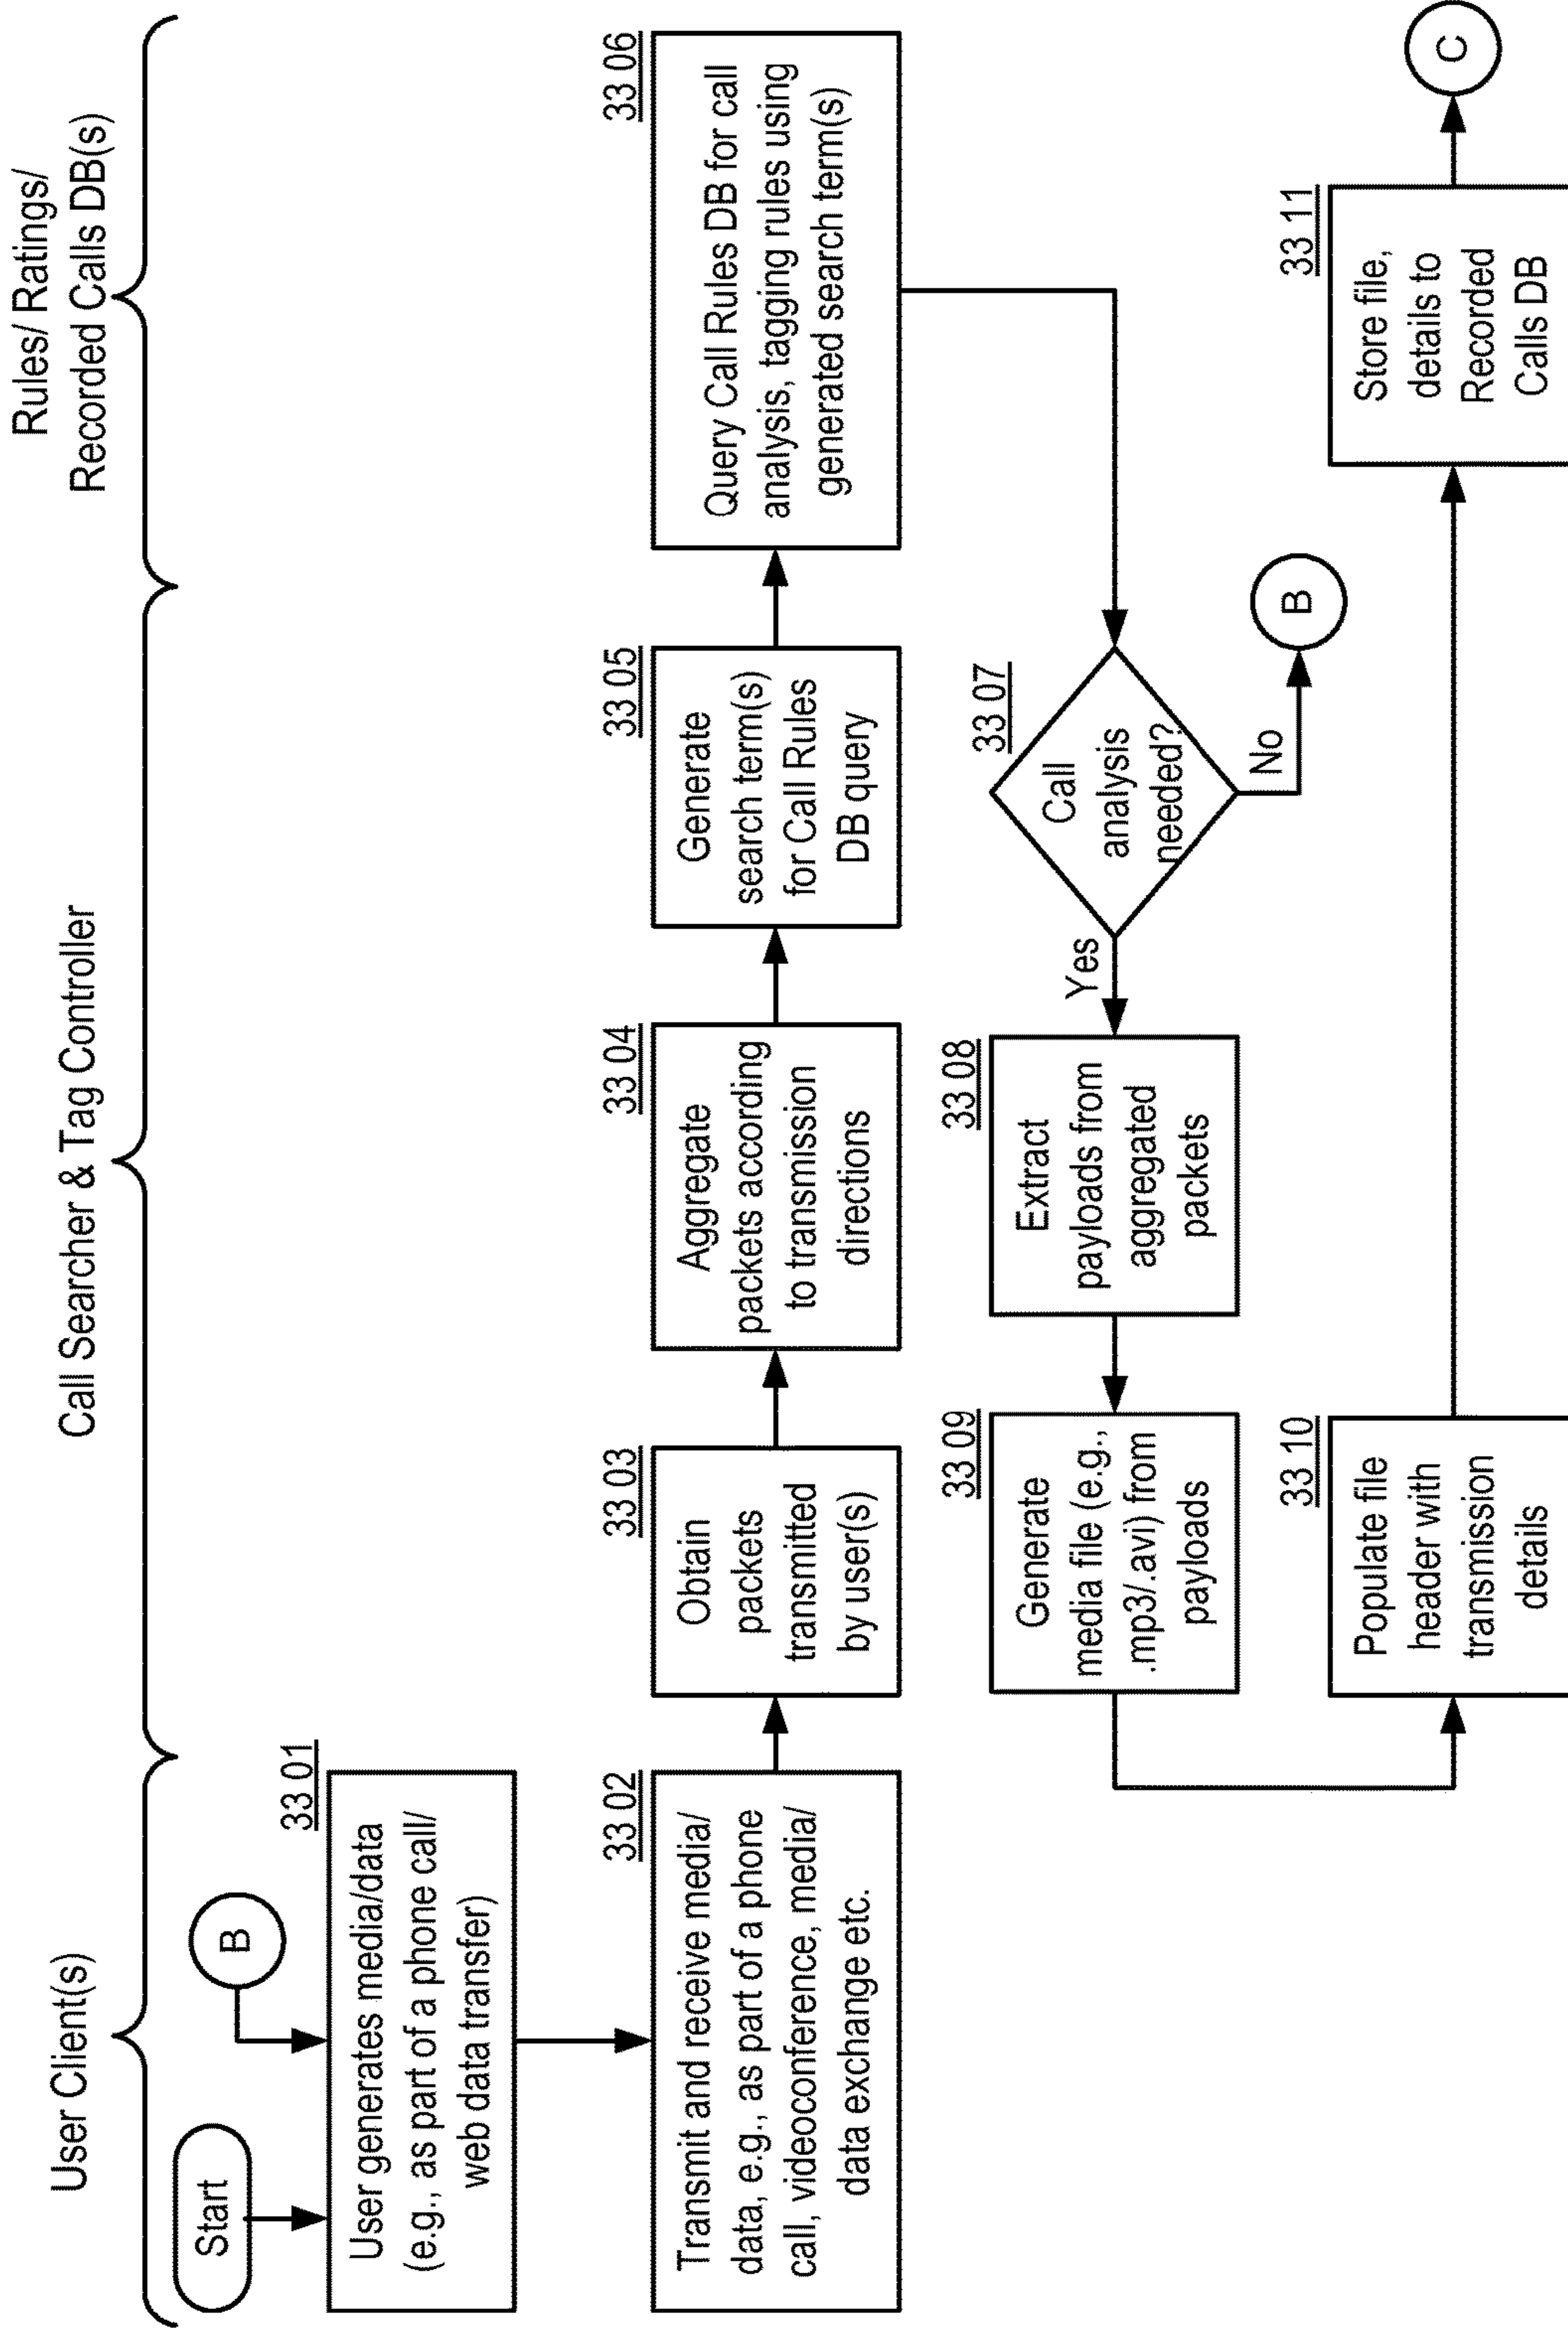 User Client(s)
Call Searcher & Tag Controller
Rules/ Ratings/
Recorded Calls DB(s)
Start
B
33 01
User generates media/data
(e.g., as part of a phone call/
web data transfer)
33 02
Transmit and receive media/
data, e.g., as part of a phone
call, videoconference, media/
data exchange etc.
33 03
Obtain
packets
transmitted
by user(s)
33 04
Aggregate
packets according
to transmission
directions
33 05
Generate
search term(s)
for Call Rules
DB query
33 06
Query Call Rules DB for call
analysis, tagging rules using
generated search term(s)
33 07
Call
analysis
needed?
No
B
Yes
33 08
Extract
payloads from
aggregated
packets
33 09
Generate
media file (e.g.,
.mp3/.avi) from
payloads
33 10
Populate file
header with
transmission
details
33 11
Store file,
details to
Recorded
Calls DB
C